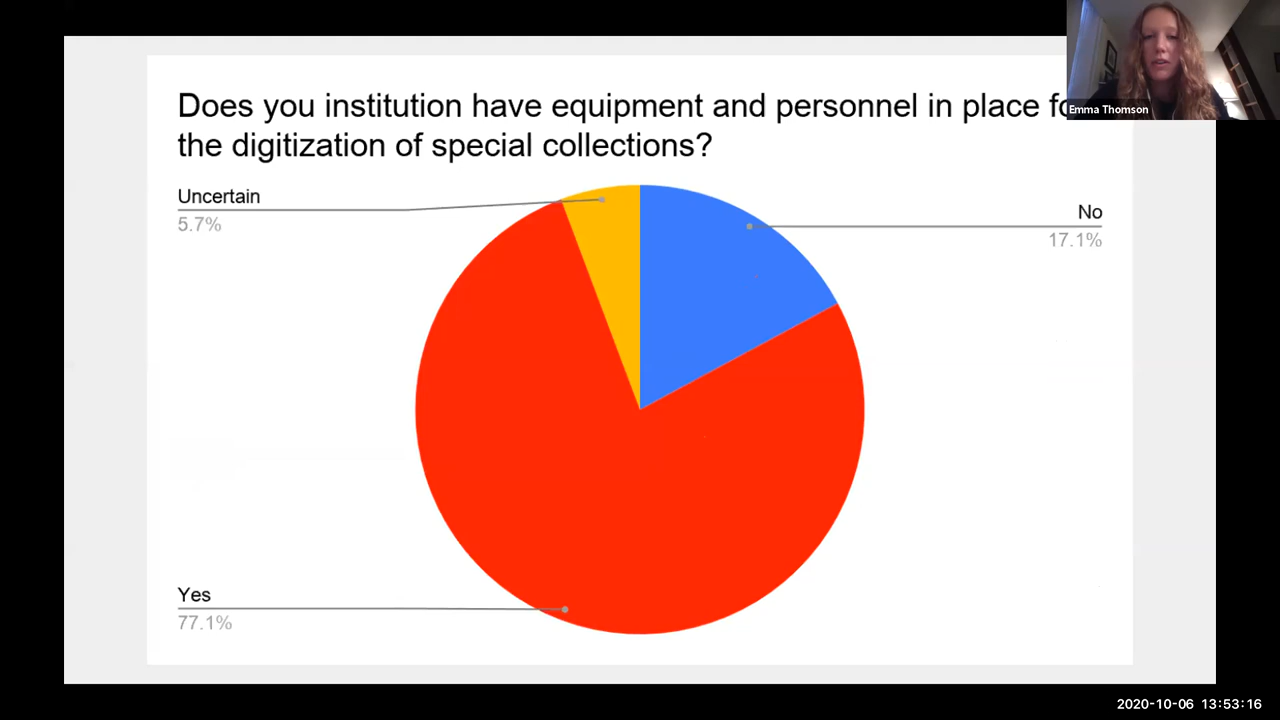 Does you institution have equipment and personnel in place
the digitization of special collections?
Emma Thomson
Uncertain
5.7%
No
17.1%
Yes
77.1%
2020-10-06 13:53:16